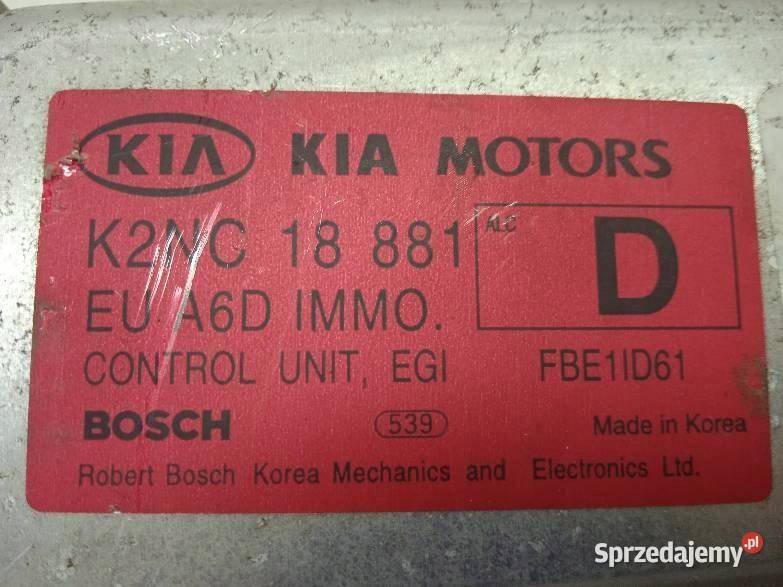 KIA KIA MOTORS
K2NC 18 881
ALC D
EU A6D IMMO.
CONTROL UNIT, EGI FBE1ID61
BOSCH 539 Made in Korea
Robert Bosch Korea Mechanics and Electronics Ltd.
Sprzedajemy.pl